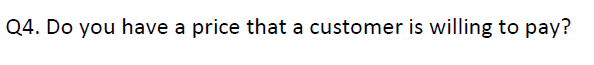 Q4. Do you have a price that a customer is willing to pay?